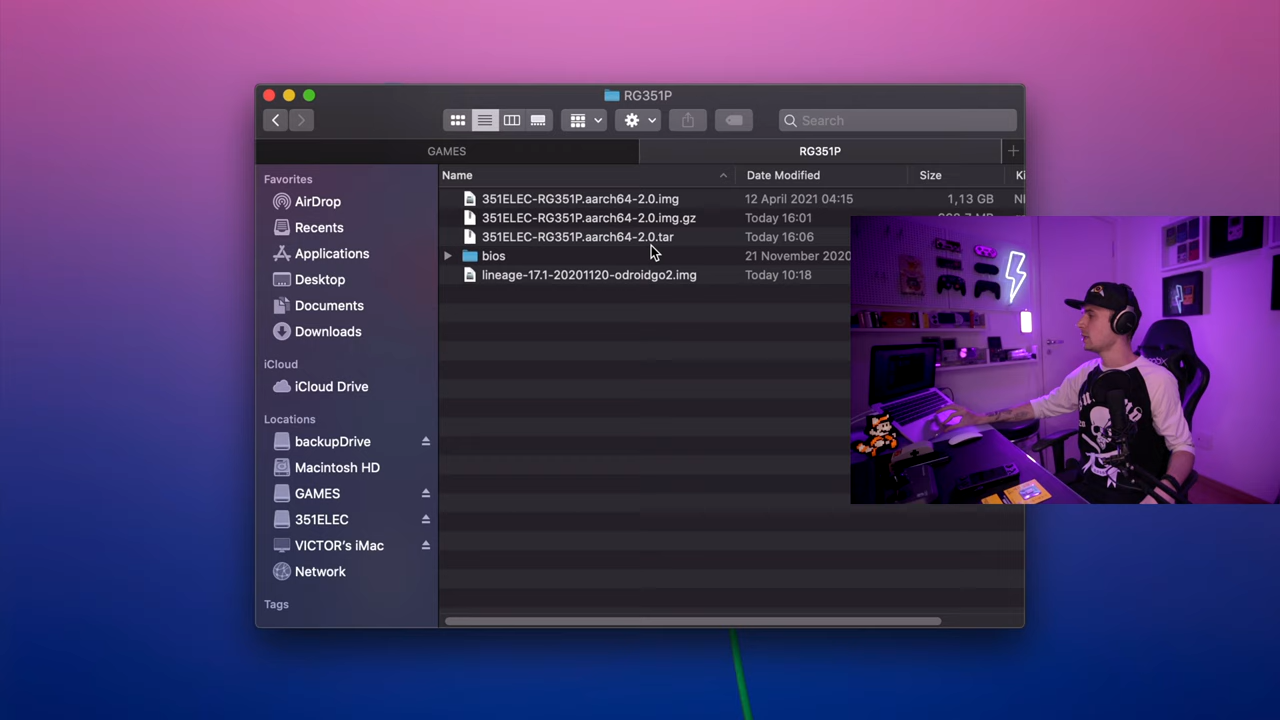 RG351P
Search
GAMES
RG351P
Favorites
AirDrop
Recents
Applications
Desktop
Documents
Downloads
iCloud
iCloud Drive
Locations
backupDrive
Macintosh HD
GAMES
351ELEC
VICTOR's iMac
Network
Tags
Name Date Modified Size Ki
351ELEC-RG351P.aarch64-2.0.img 12 April 2021 04:15 1,13 GB
351ELEC-RG351P.aarch64-2.0.img.gz Today 16:01
351ELEC-RG351P.aarch64-2.0.tar Today 16:06
bios 21 November 2020
lineage-17.1-20201120-odroidgo2.img Today 10:18